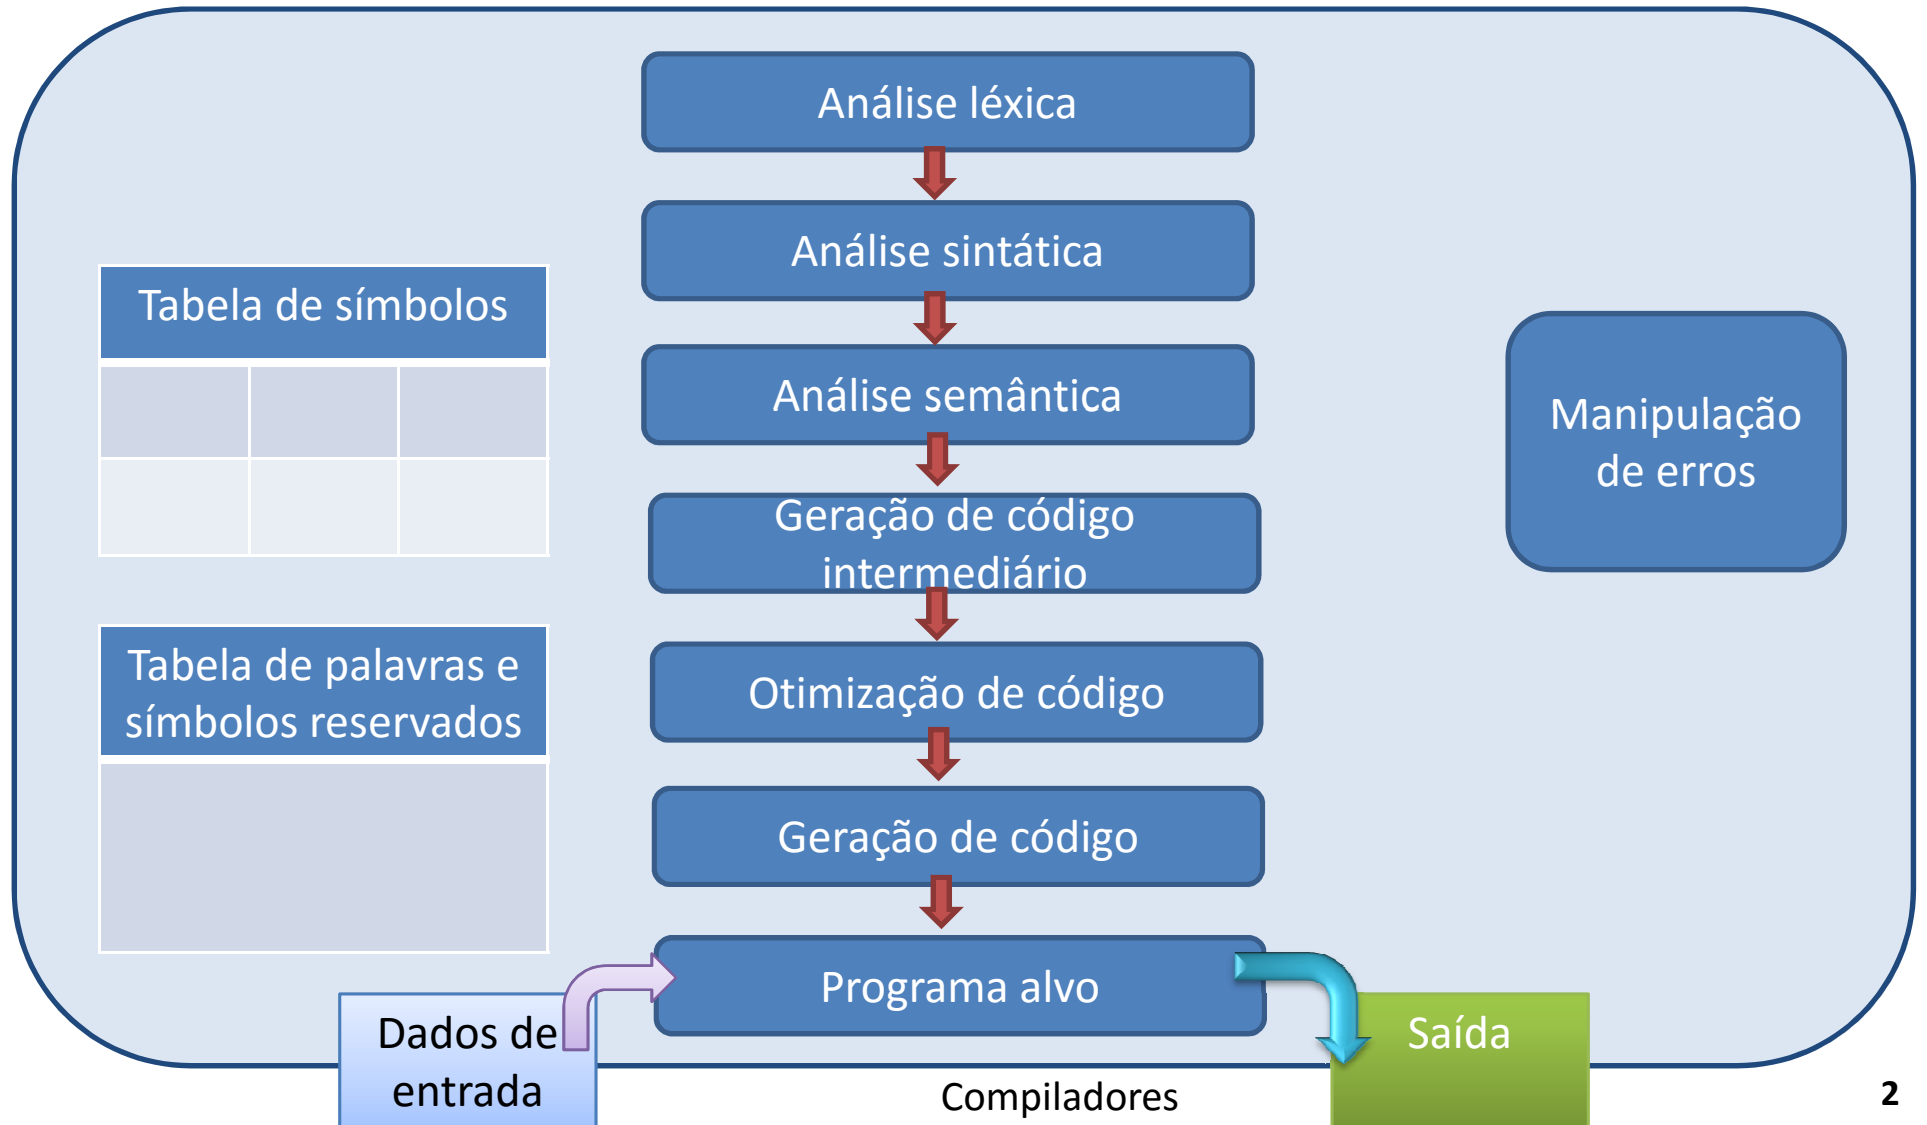 Análise léxica
Análise sintática
Tabela de símbolos
Análise semântica
Manipulação
de erros
Geração de código
intermediário
Tabela de palavras e
símbolos reservados
Otimização de código
Geração de código
Programa alvo
Dados de
entrada
Saída
Compiladores
2